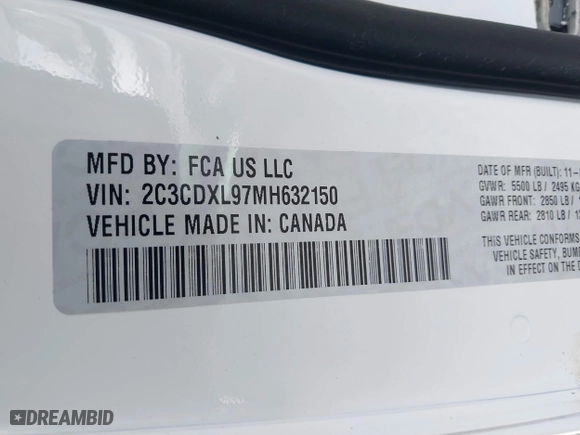 MFD BY: FCA US LLC
VIN: 2C3CDXL97MH632150
VEHICLE MADE IN: CANADA
DATE OF MFR (BUILT): 11-
GVWR: 5500 LB / 2495 KG
GAWR FRONT: 2850 LB /
GAWR REAR: 2810 LB /
THIS VEHICLE CONFORMS
VEHICLE SAFETY, BUM
IN EFFECT ON THE
DREAMBID